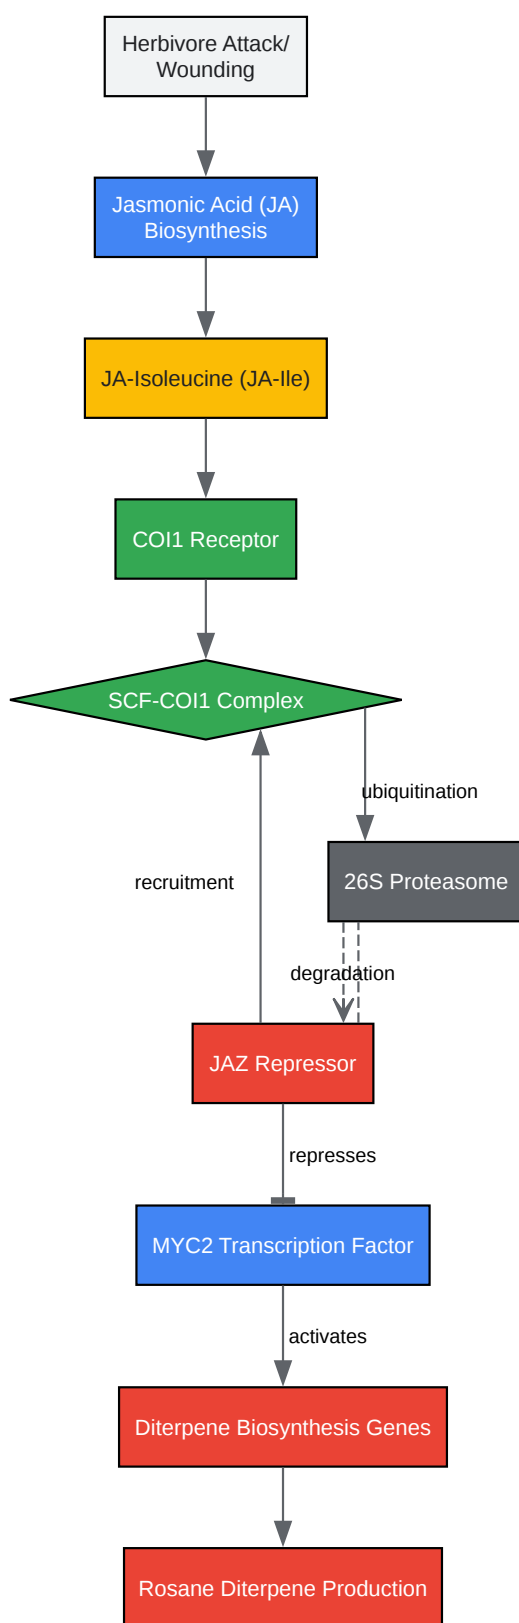 Herbivore Attack/
Wounding
Jasmonic Acid (JA)
Biosynthesis
JA-Isoleucine (JA-Ile)
COI1 Receptor
SCF-COI1 Complex
ubiquitination
26S Proteasome
recruitment
degradation
JAZ Repressor
represses
MYC2 Transcription Factor
activates
Diterpene Biosynthesis Genes
Rosane Diterpene Production